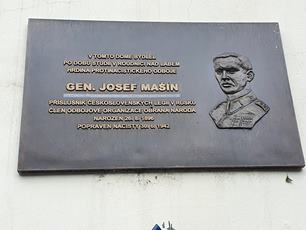 V TOMTO DOMĚ BYDLEL
PO DOBU STUDIÍ V ROUDNICI NAD LABEM
HRDINA PROTINACISTICKÉHO ODBOJE
GEN. JOSEF MAŠÍN
PŘÍSLUŠNÍK ČESKOSLOVENSKÝCH LEGIÍ V RUSKU
ČLEN ODBOJOVÉ ORGANIZACE OBRANA NÁRODA
NAROZEN 26. 8. 1896
POPRAVEN NACISTY 30. 6. 1942